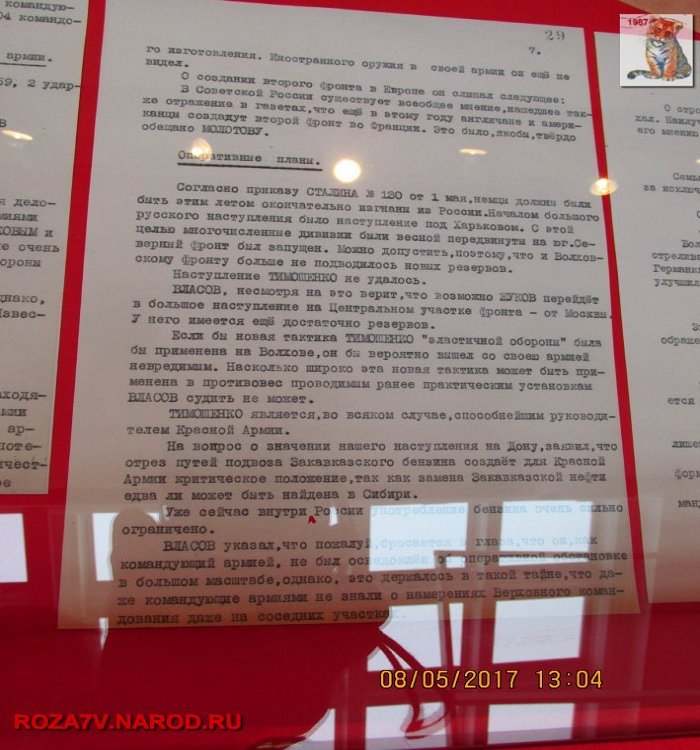 29
7.
го изготовления. Иностранного оружия в своей армии он ещё не
видел.
О создании второго фронта в Европе он слышал следующее:
В Советской России существует всеобщее мнение, нашедшее так-
же отражение в газетах, что ещё в этому году англичане и амери-
канцы создадут второй фронт во Франции. Это было, якобы, твёрдо
обещано МОЛОТОВУ.
Оперативные планы.
Согласно приказу СТАЛИНА № 130 от 1 мая, немцы должны были
быть этим летом окончательно изгнаны из России. Началом большого
русского наступления было наступление под Харьковом. С этой
целью многочисленные дивизии были весной передвинуты на юг. Се-
верный фронт был запущен. Можно допустить, поэтому, что и Волхов-
скому фронту больше не подводилось новых резервов.
Наступление ТИМОШЕНКО не удалось.
ВЛАСОВ, несмотря на это верит, что возможно ЖУКОВ перейдёт
в большое наступление на Центральном участке фронта - от Москвы.
У него имеется ещё достаточно резервов.
Если бы новая тактика ТИМОШЕНКО "эластичной обороны" была
бы применена на Волхове, он бы вероятно вышел со своею армией
невредимым. Насколько широко эта новая тактика может быть при-
менена в противовес проводимым ранее практическим установкам
ВЛАСОВ судить не может.
ТИМОШЕНКО является, во всяком случае, способнейшим руководи-
телем Красной Армии.
На вопрос о значении нашего наступления на Дону, заявил, что
отрез путей подвоза Закавказского бензина создаёт для Красной
Армии критическое положение, так как замена Закавказской нефти
едва ли может быть найдена в Сибири.
Уже сейчас внутри России употребление бензина очень сильно
ограничено.
ВЛАСОВ указал, что пожалуй, бросается в глаза, что он, как
командующий армией, не был осведомлён об оперативной обстановке
в большом масштабе, однако, это держалось в такой тайне, что да-
же командующие армиями не знали о намерениях Верховного коман-
дования даже на соседних участках.
1987
08/05/2017 13:04
ROZA7V.NAROD.RU